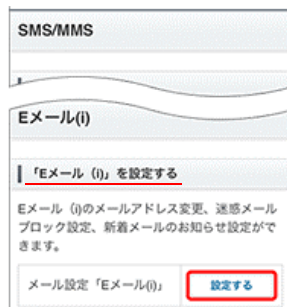 SMS/MMS
Eメール(i)
「Eメール（i)」を設定する
Eメール（i)のメールアドレス変更、迷惑メール
ブロック設定、新着メールのお知らせ設定がで
きます。
メール設定「Eメール(i)」 設定する